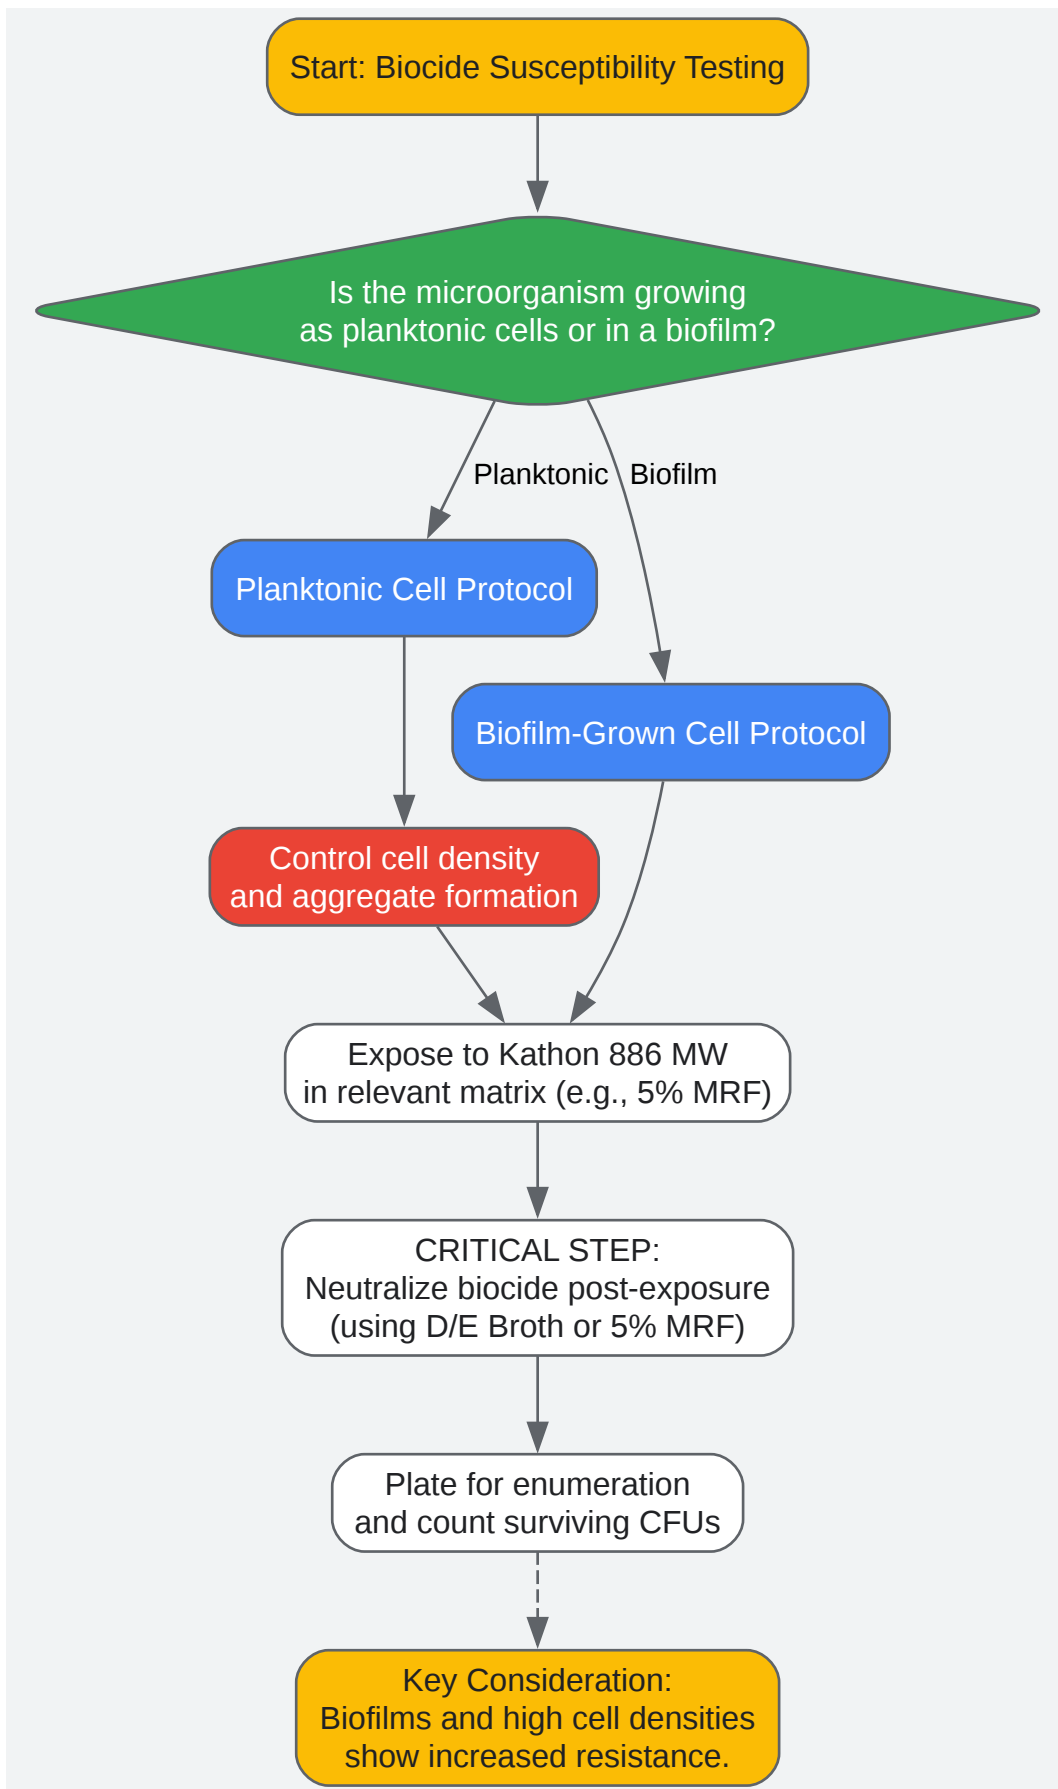 Start: Biocide Susceptibility Testing
Is the microorganism growing
as planktonic cells or in a biofilm?
Planktonic
Biofilm
Planktonic Cell Protocol
Biofilm-Grown Cell Protocol
Control cell density
and aggregate formation
Expose to Kathon 886 MW
in relevant matrix (e.g., 5% MRF)
CRITICAL STEP:
Neutralize biocide post-exposure
(using D/E Broth or 5% MRF)
Plate for enumeration
and count surviving CFUs
Key Consideration:
Biofilms and high cell densities
show increased resistance.